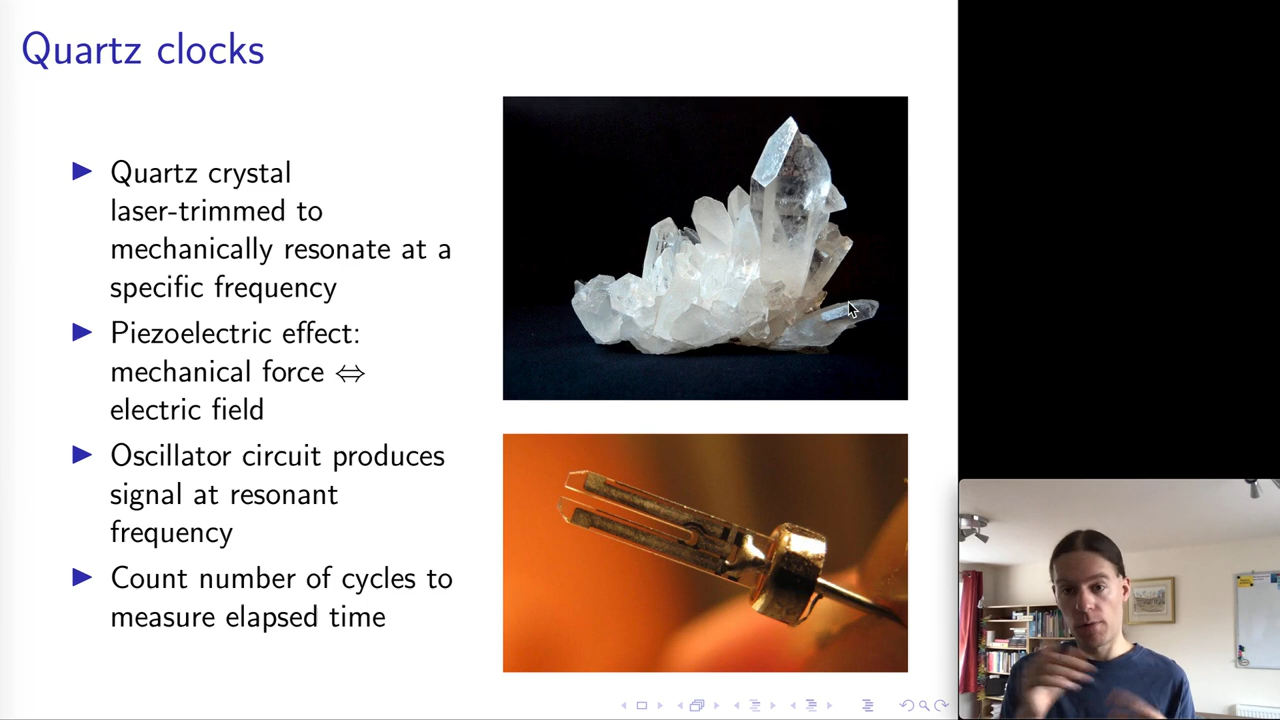 Quartz clocks
Quartz crystal
laser-trimmed to
mechanically resonate at a
specific frequency
Piezoelectric effect:
mechanical force ⇔
electric field
Oscillator circuit produces
signal at resonant
frequency
Count number of cycles to
measure elapsed time